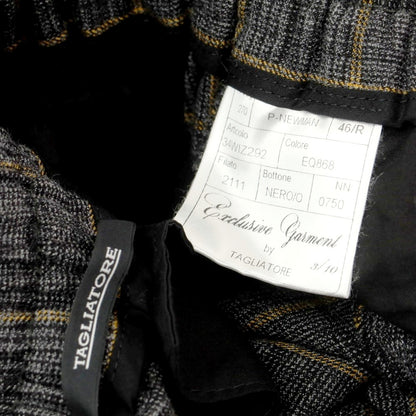 270 P-NEWMAN 46/R
Articolo Colore
34WIZ292 EQ868
Filato Bottone NN
2111 NERO/0 0750
Exclusive Garment
by
TAGLIATORE 3/10
TAGLIATORE